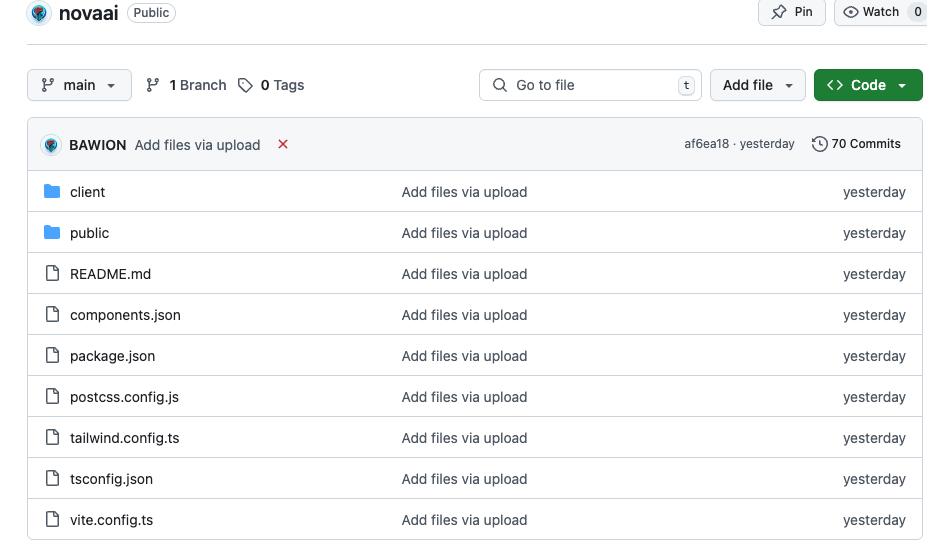 novaai Public Pin Watch 0
main 1 Branch 0 Tags Go to file t Add file Code
BAWION Add files via upload af6ea18 · yesterday 70 Commits
client Add files via upload yesterday
public Add files via upload yesterday
README.md Add files via upload yesterday
components.json Add files via upload yesterday
package.json Add files via upload yesterday
postcss.config.js Add files via upload yesterday
tailwind.config.ts Add files via upload yesterday
tsconfig.json Add files via upload yesterday
vite.config.ts Add files via upload yesterday